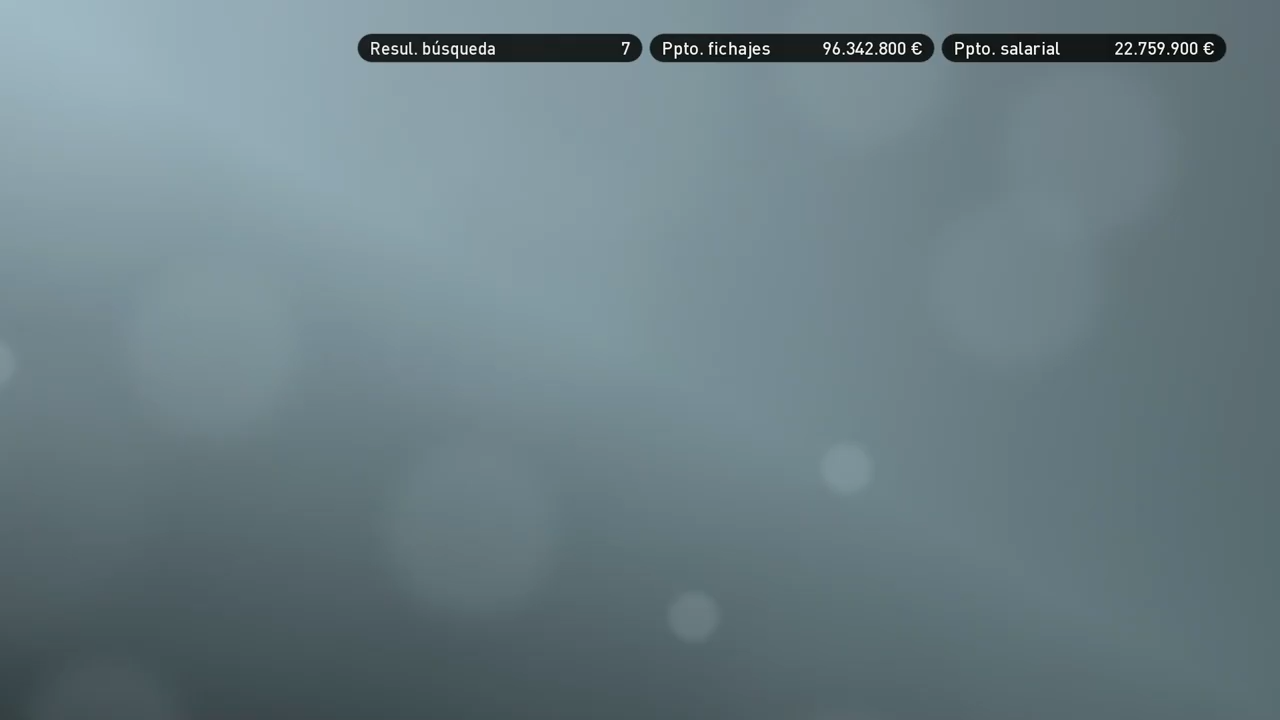 Resul. búsqueda 7 Ppto. fichajes 96.342.800 € Ppto. salarial 22.759.900 €